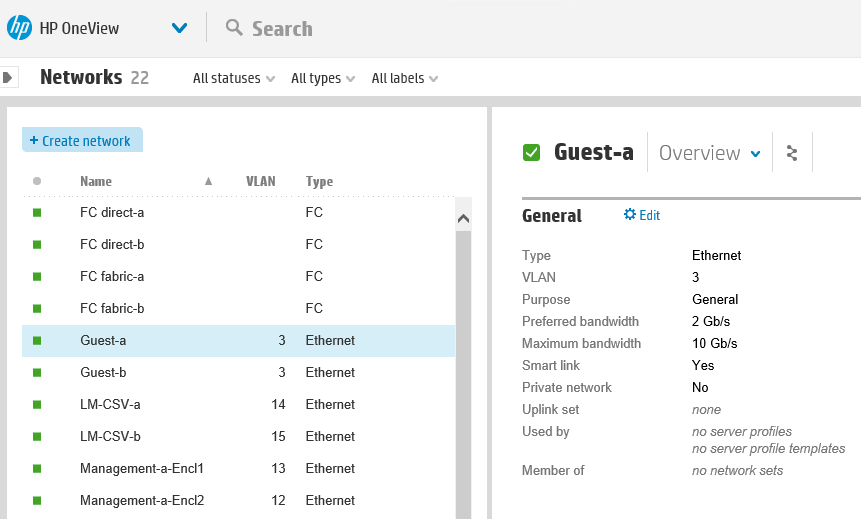 hp HP OneView Search
Networks 22 All statuses All types All labels
+ Create network
Name VLAN Type
FC direct-a FC
FC direct-b FC
FC fabric-a FC
FC fabric-b FC
Guest-a 3 Ethernet
Guest-b 3 Ethernet
LM-CSV-a 14 Ethernet
LM-CSV-b 15 Ethernet
Management-a-Encl1 13 Ethernet
Management-a-Encl2 12 Ethernet
Guest-a Overview
General Edit
Type Ethernet
VLAN 3
Purpose General
Preferred bandwidth 2 Gb/s
Maximum bandwidth 10 Gb/s
Smart link Yes
Private network No
Uplink set none
Used by no server profiles
no server profile templates
Member of no network sets